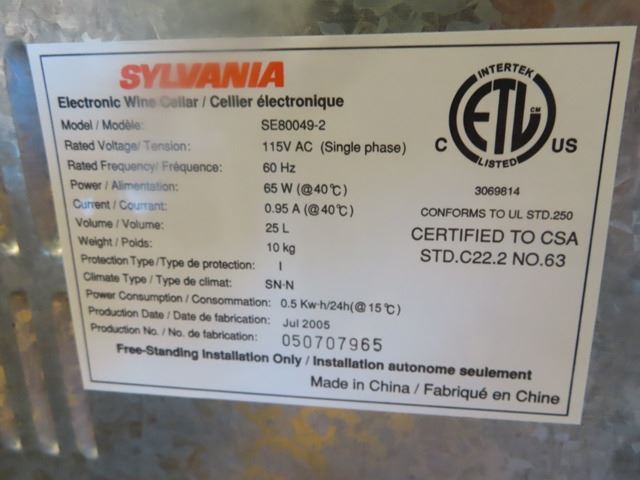 SYLVANIA
Electronic Wine Cellar / Cellier électronique
Model / Modèle: SE80049-2
Rated Voltage/ Tension: 115V AC (Single phase)
Rated Frequency/ Fréquence: 60 Hz
Power / Alimentation: 65 W (@40℃)
Current / Courrant: 0.95 A (@40℃)
Volume / Volume: 25 L
Weight / Poids: 10 kg
Protection Type /Type de protection: I
Climate Type / Type de climat: SN-N
Power Consumption / Consommation: 0.5 Kw·h/24h(@15℃)
Production Date / Date de fabrication: Jul 2005
Production No. / No. de fabrication: 050707965
Free-Standing Installation Only / Installation autonome seulement
Made in China / Fabriqué en Chine
INTERTEK
ETL CM
LISTED
C US
3069814
CONFORMS TO UL STD.250
CERTIFIED TO CSA
STD.C22.2 NO.63